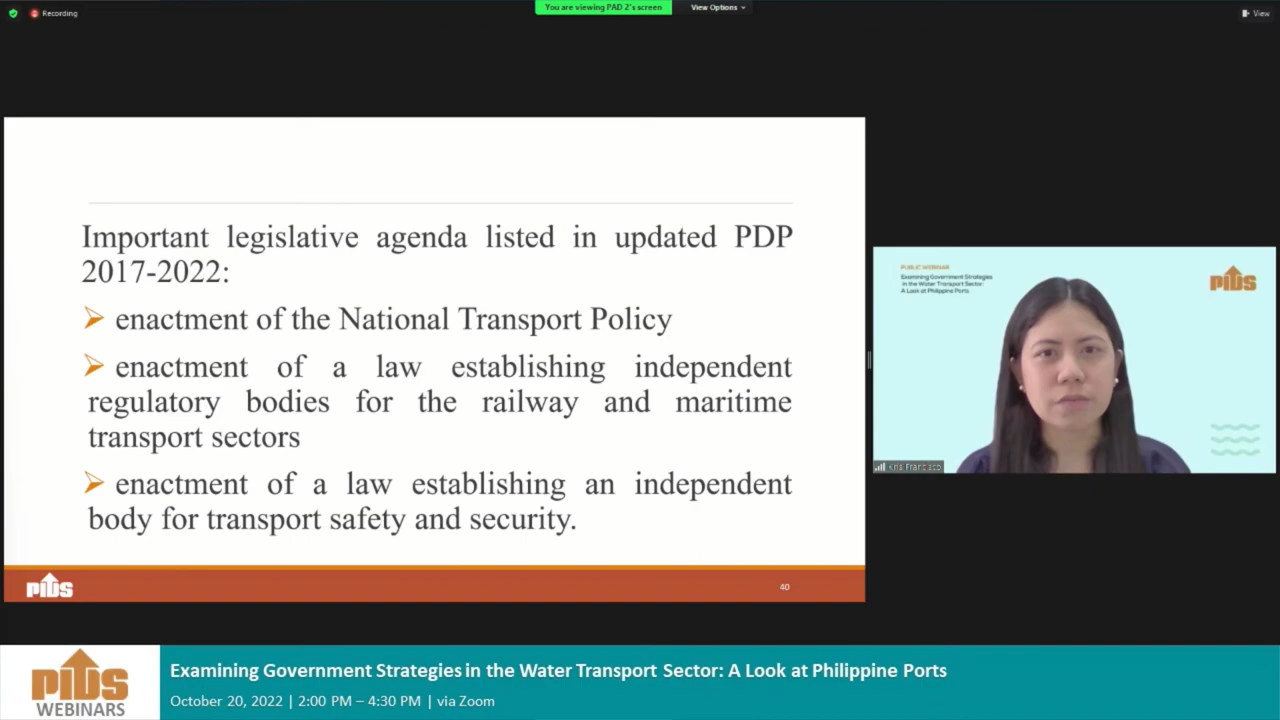 Recording
You are viewing PAD 2's screen
View Options
View
Important legislative agenda listed in updated PDP
2017-2022:
enactment of the National Transport Policy
enactment of a law establishing independent
regulatory bodies for the railway and maritime
transport sectors
enactment of a law establishing an independent
body for transport safety and security.
PIDS
40
PUBLIC WEBINAR
Examining Government Strategies
in the Water Transport Sector:
A Look at Philippine Ports
PIDS
Kris Francisco
PIDS
WEBINARS
Examining Government Strategies in the Water Transport Sector: A Look at Philippine Ports
October 20, 2022 | 2:00 PM – 4:30 PM | via Zoom